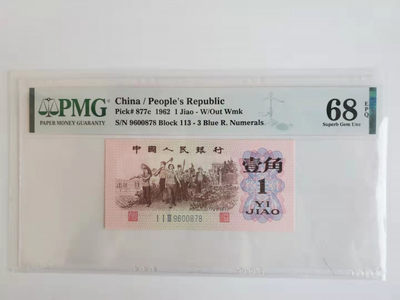 PMG
PAPER MONEY GUARANTY
China / People's Republic
Pick# 877c 1962 1 Jiao - W/Out Wmk
S/N 9600878 Block 113 - 3 Blue R. Numerals
68 EPQ
Superb Gem Unc
中国人民银行
壹角
1
YI
JIAO
I I III 9600878